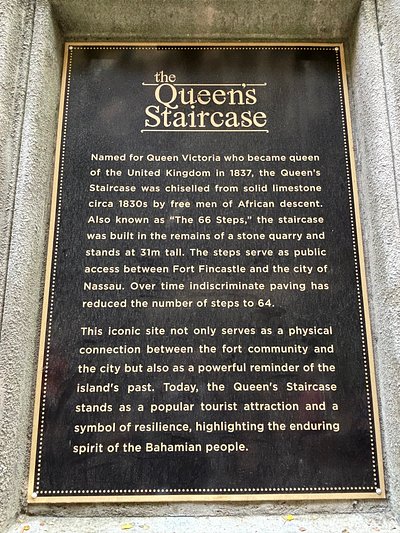 the
Queen's
Staircase
Named for Queen Victoria who became queen
of the United Kingdom in 1837, the Queen's
Staircase was chiselled from solid limestone
circa 1830s by free men of African descent.
Also known as "The 66 Steps," the staircase
was built in the remains of a stone quarry and
stands at 31m tall. The steps serve as public
access between Fort Fincastle and the city of
Nassau. Over time indiscriminate paving has
reduced the number of steps to 64.
This iconic site not only serves as a physical
connection between the fort community and
the city but also as a powerful reminder of the
island's past. Today, the Queen's Staircase
stands as a popular tourist attraction and a
symbol of resilience, highlighting the enduring
spirit of the Bahamian people.